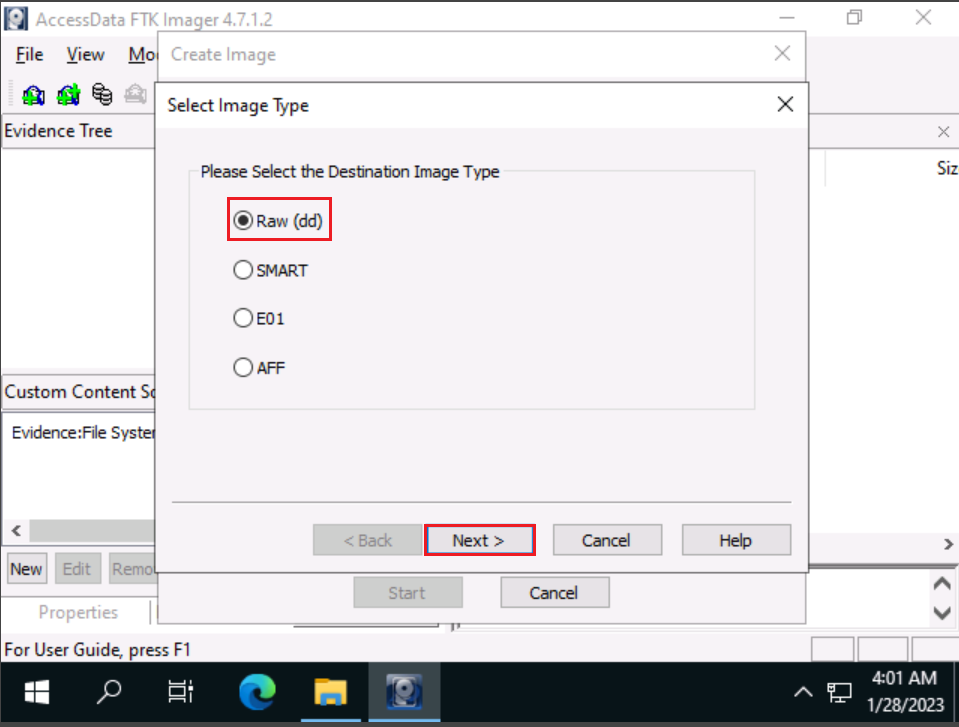 AccessData FTK Imager 4.7.1.2
File View Mo
Create Image
Select Image Type
Evidence Tree
Siz
Please Select the Destination Image Type
Raw (dd)
SMART
E01
AFF
Custom Content So
Evidence:File System
< Back Next > Cancel Help
New Edit Remo
Start Cancel
Properties
For User Guide, press F1
4:01 AM
1/28/2023